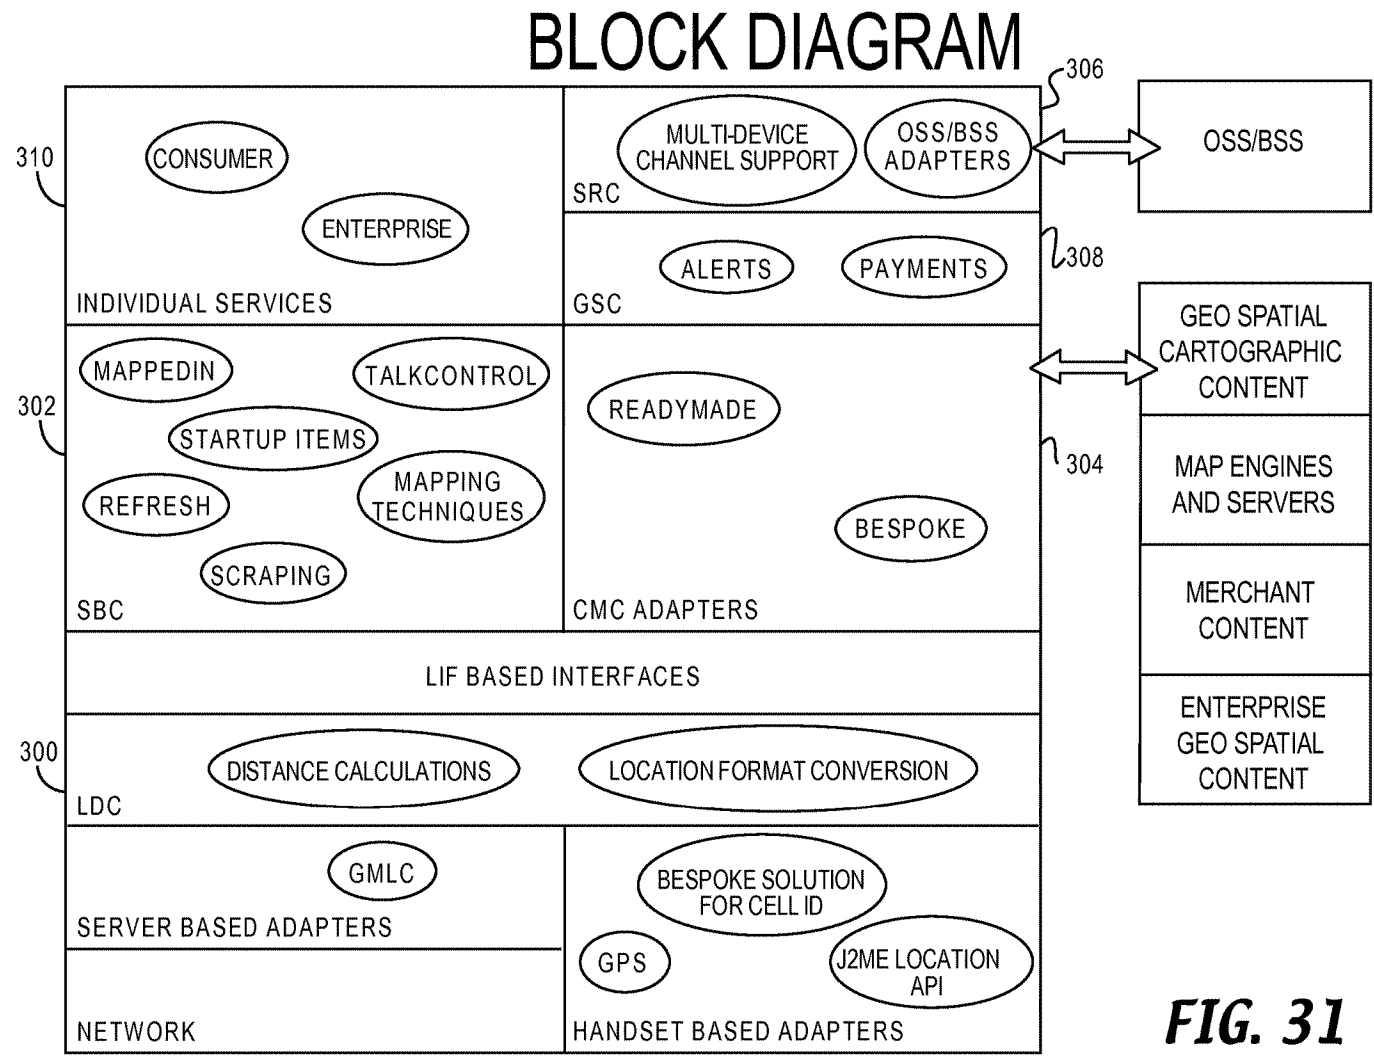 BLOCK DIAGRAM
306
310
CONSUMER
ENTERPRISE
INDIVIDUAL SERVICES
MULTI-DEVICE
CHANNEL SUPPORT
OSS/BSS
ADAPTERS
SRC
OSS/BSS
308
ALERTS
PAYMENTS
GSC
302
MAPPEDIN
TALKCONTROL
STARTUP ITEMS
REFRESH
MAPPING
TECHNIQUES
SCRAPING
SBC
READYMADE
BESPOKE
CMC ADAPTERS
304
GEO SPATIAL
CARTOGRAPHIC
CONTENT
MAP ENGINES
AND SERVERS
MERCHANT
CONTENT
ENTERPRISE
GEO SPATIAL
CONTENT
LIF BASED INTERFACES
300
DISTANCE CALCULATIONS
LOCATION FORMAT CONVERSION
LDC
GMLC
SERVER BASED ADAPTERS
NETWORK
BESPOKE SOLUTION
FOR CELL ID
GPS
J2ME LOCATION
API
HANDSET BASED ADAPTERS
FIG. 31